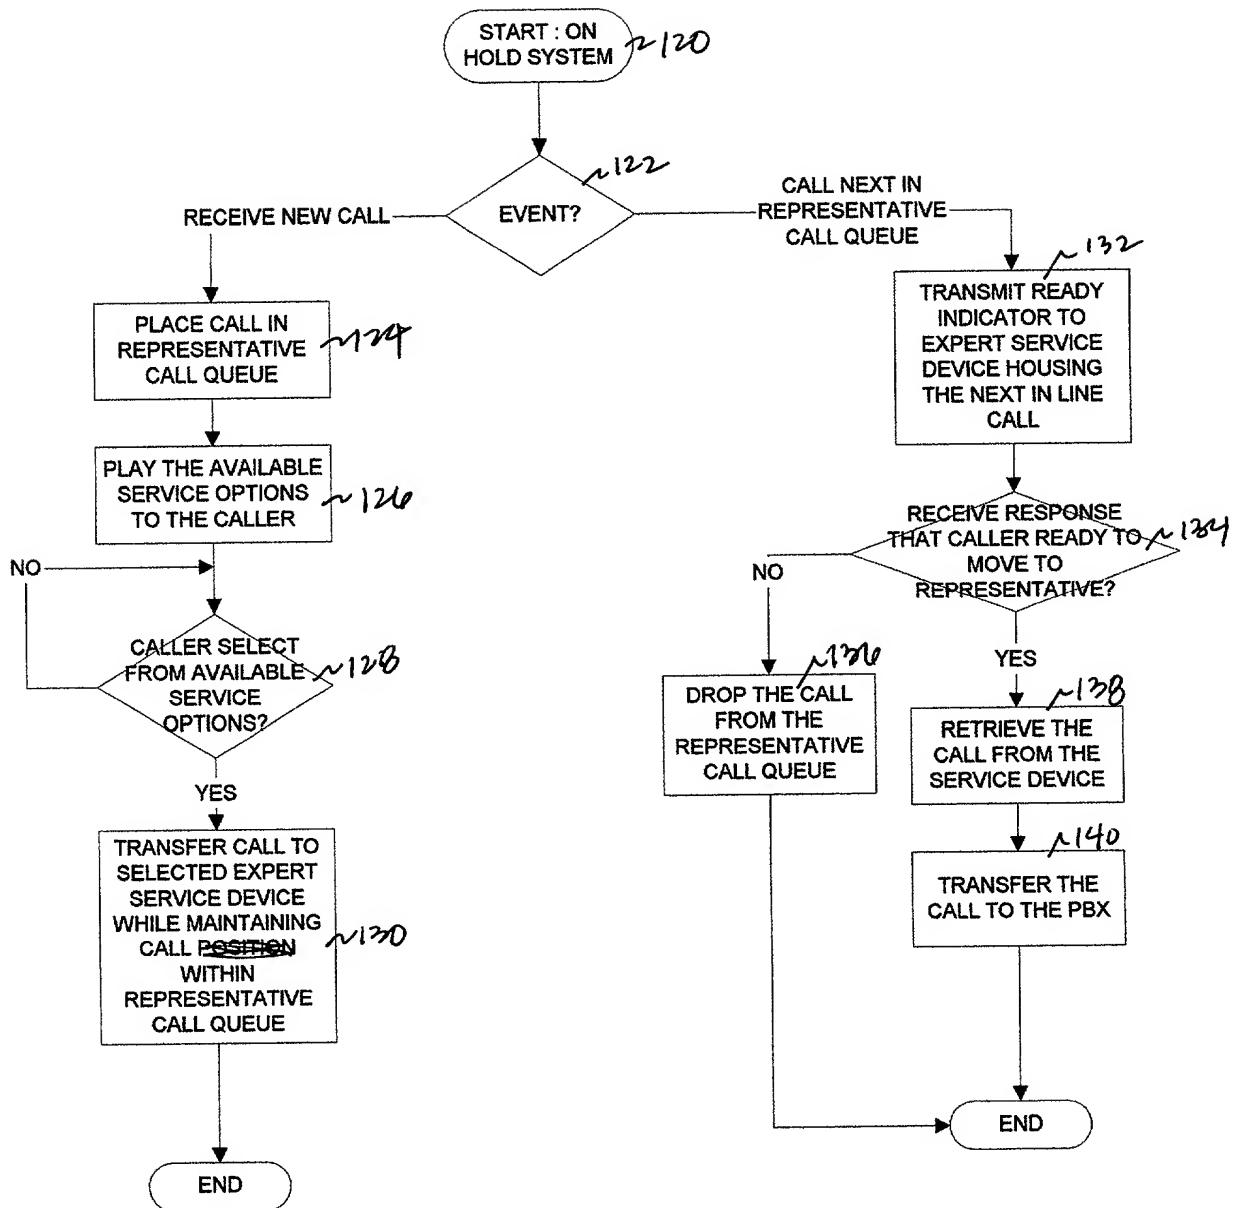 START : ON
HOLD SYSTEM
~120
~122
EVENT?
RECEIVE NEW CALL
CALL NEXT IN
REPRESENTATIVE
CALL QUEUE
PLACE CALL IN
REPRESENTATIVE
CALL QUEUE
~124
PLAY THE AVAILABLE
SERVICE OPTIONS
TO THE CALLER
~126
NO
CALLER SELECT
FROM AVAILABLE
SERVICE
OPTIONS?
~128
YES
TRANSFER CALL TO
SELECTED EXPERT
SERVICE DEVICE
WHILE MAINTAINING
CALL POSITION
WITHIN
REPRESENTATIVE
CALL QUEUE
~130
END
~132
TRANSMIT READY
INDICATOR TO
EXPERT SERVICE
DEVICE HOUSING
THE NEXT IN LINE
CALL
RECEIVE RESPONSE
THAT CALLER READY TO
MOVE TO
REPRESENTATIVE?
~134
NO
YES
~136
DROP THE CALL
FROM THE
REPRESENTATIVE
CALL QUEUE
~138
RETRIEVE THE
CALL FROM THE
SERVICE DEVICE
~140
TRANSFER THE
CALL TO THE PBX
END